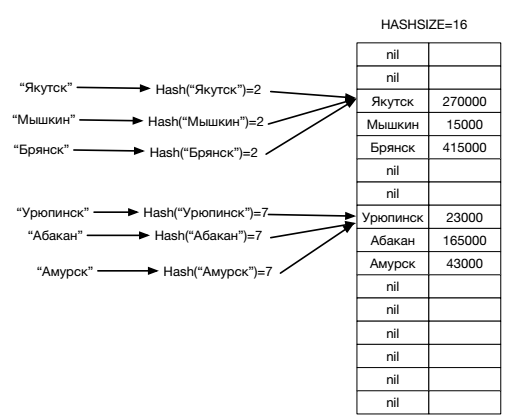 HASHSIZE=16
nil
nil
“Якутск” Hash(“Якутск”)=2
Якутск 270000
“Мышкин” Hash(“Мышкин”)=2
Мышкин 15000
“Брянск” Hash(“Брянск”)=2
Брянск 415000
nil
nil
“Урюпинск” Hash(“Урюпинск”)=7
Урюпинск 23000
“Абакан” Hash(“Абакан”)=7
Абакан 165000
“Амурск” Hash(“Амурск”)=7
Амурск 43000
nil
nil
nil
nil
nil
nil